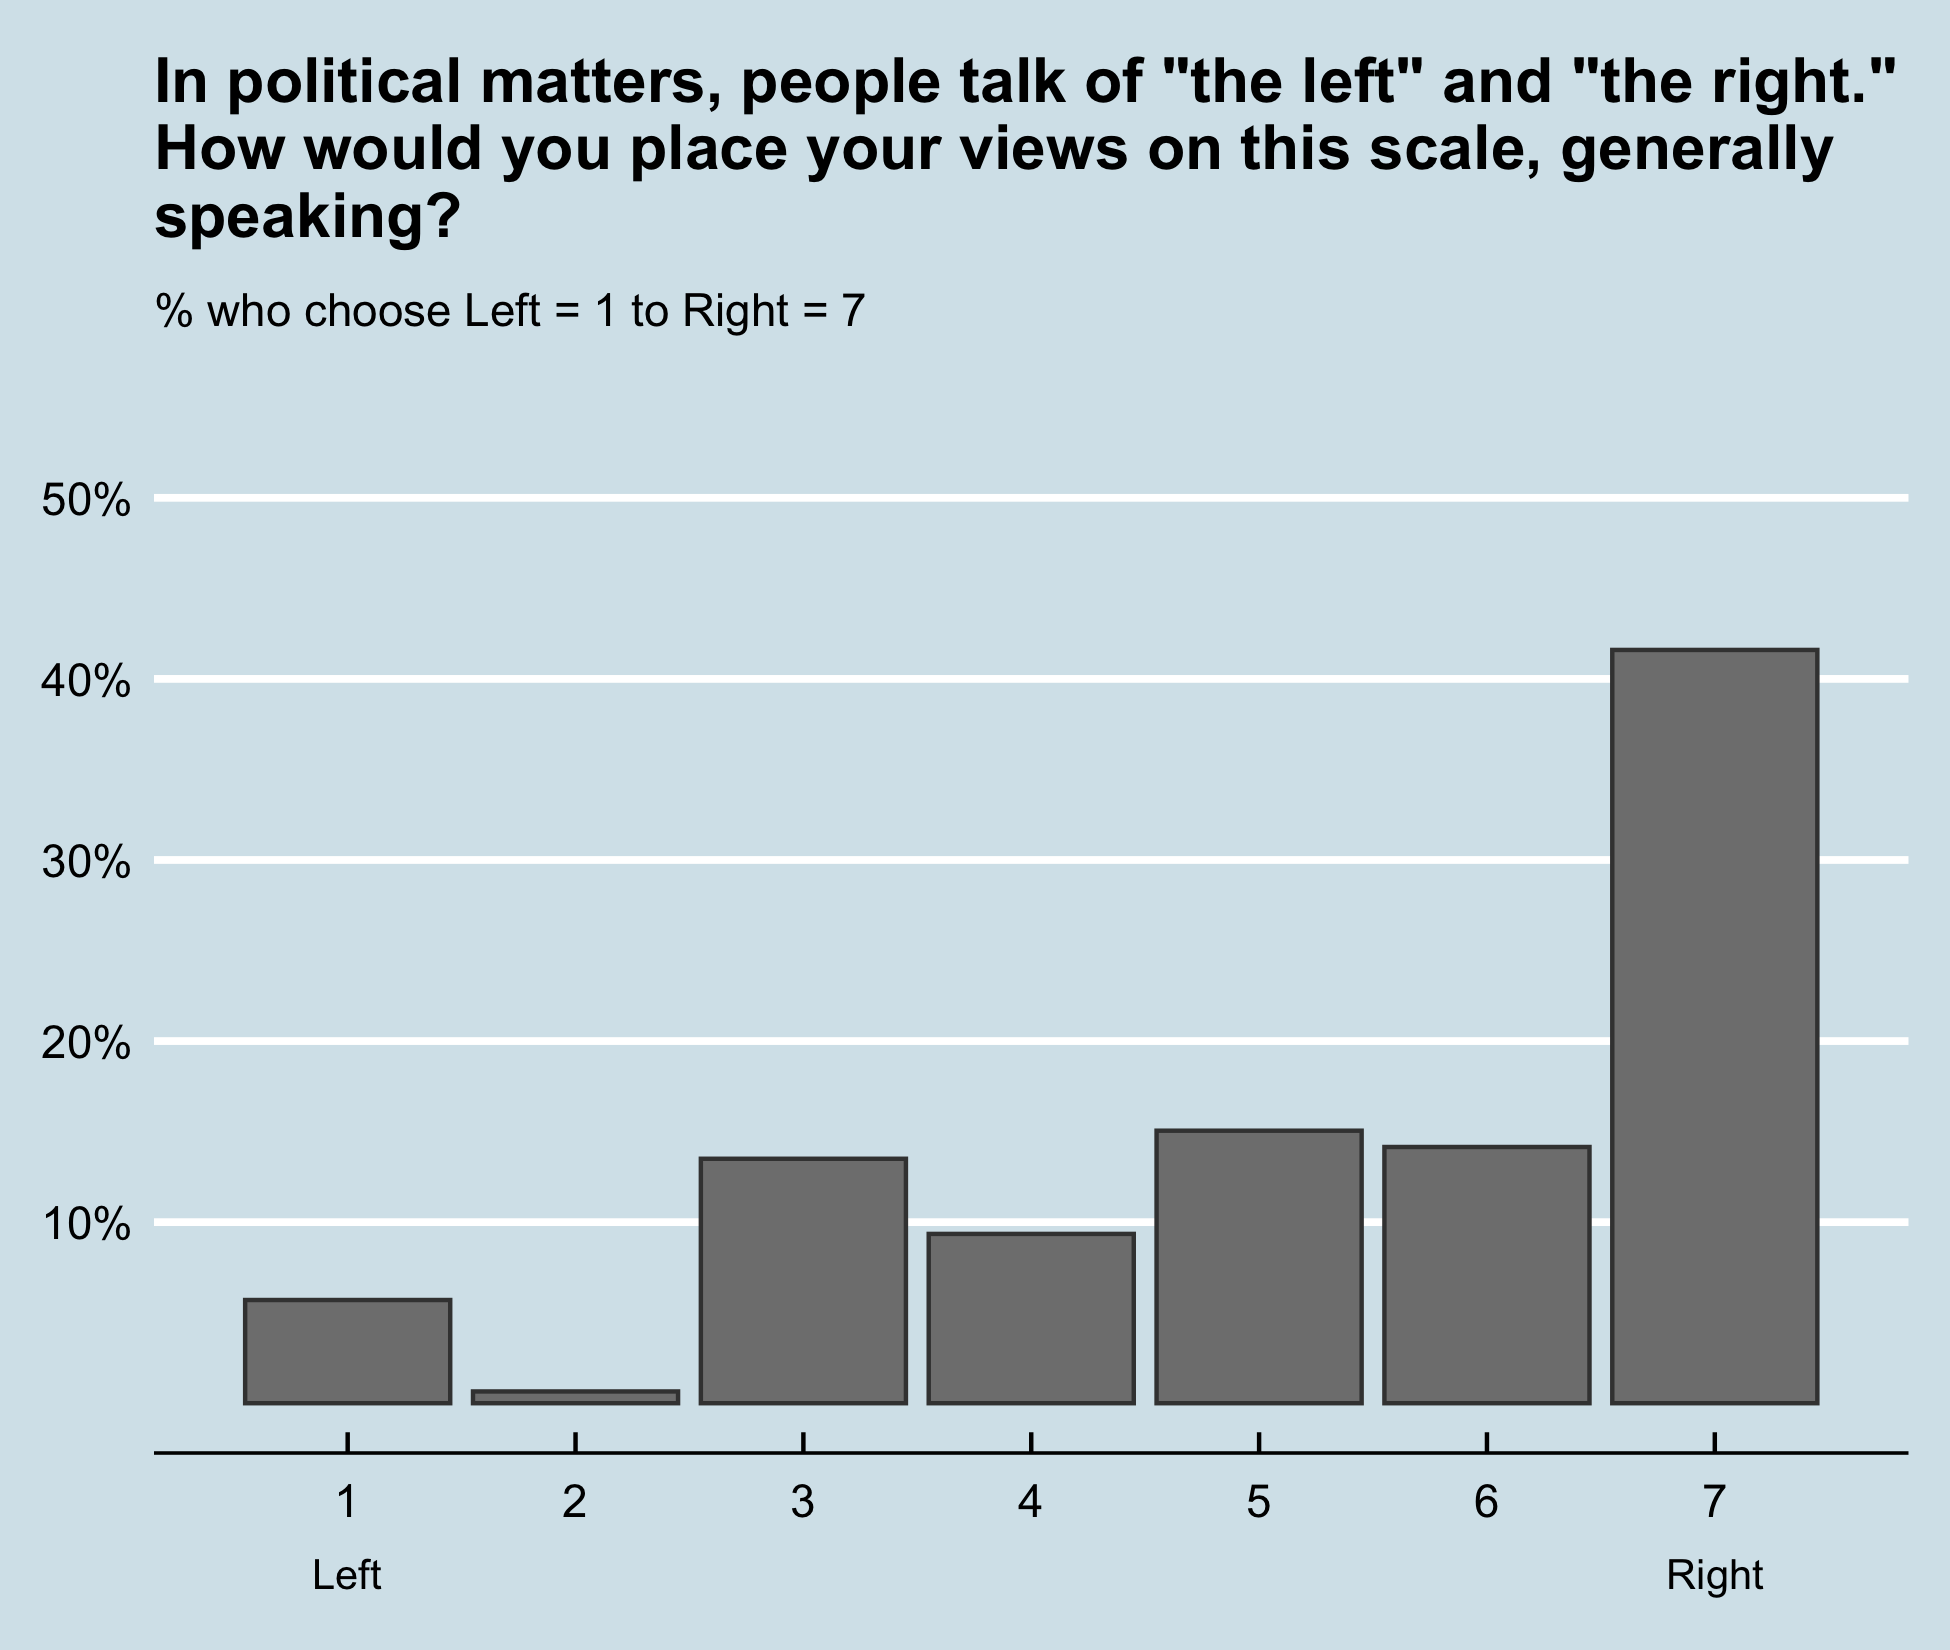 In political matters, people talk of "the left" and "the right."
How would you place your views on this scale, generally
speaking?
% who choose Left = 1 to Right = 7
50%
40%
30%
20%
10%
1 2 3 4 5 6 7
Left Right